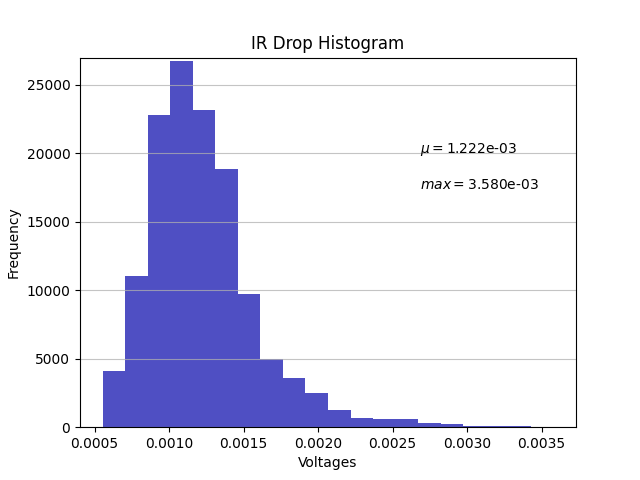 IR Drop Histogram
25000
20000
15000
10000
5000
0
Frequency
μ = 1.222e-03
max = 3.580e-03
0.0005 0.0010 0.0015 0.0020 0.0025 0.0030 0.0035
Voltages